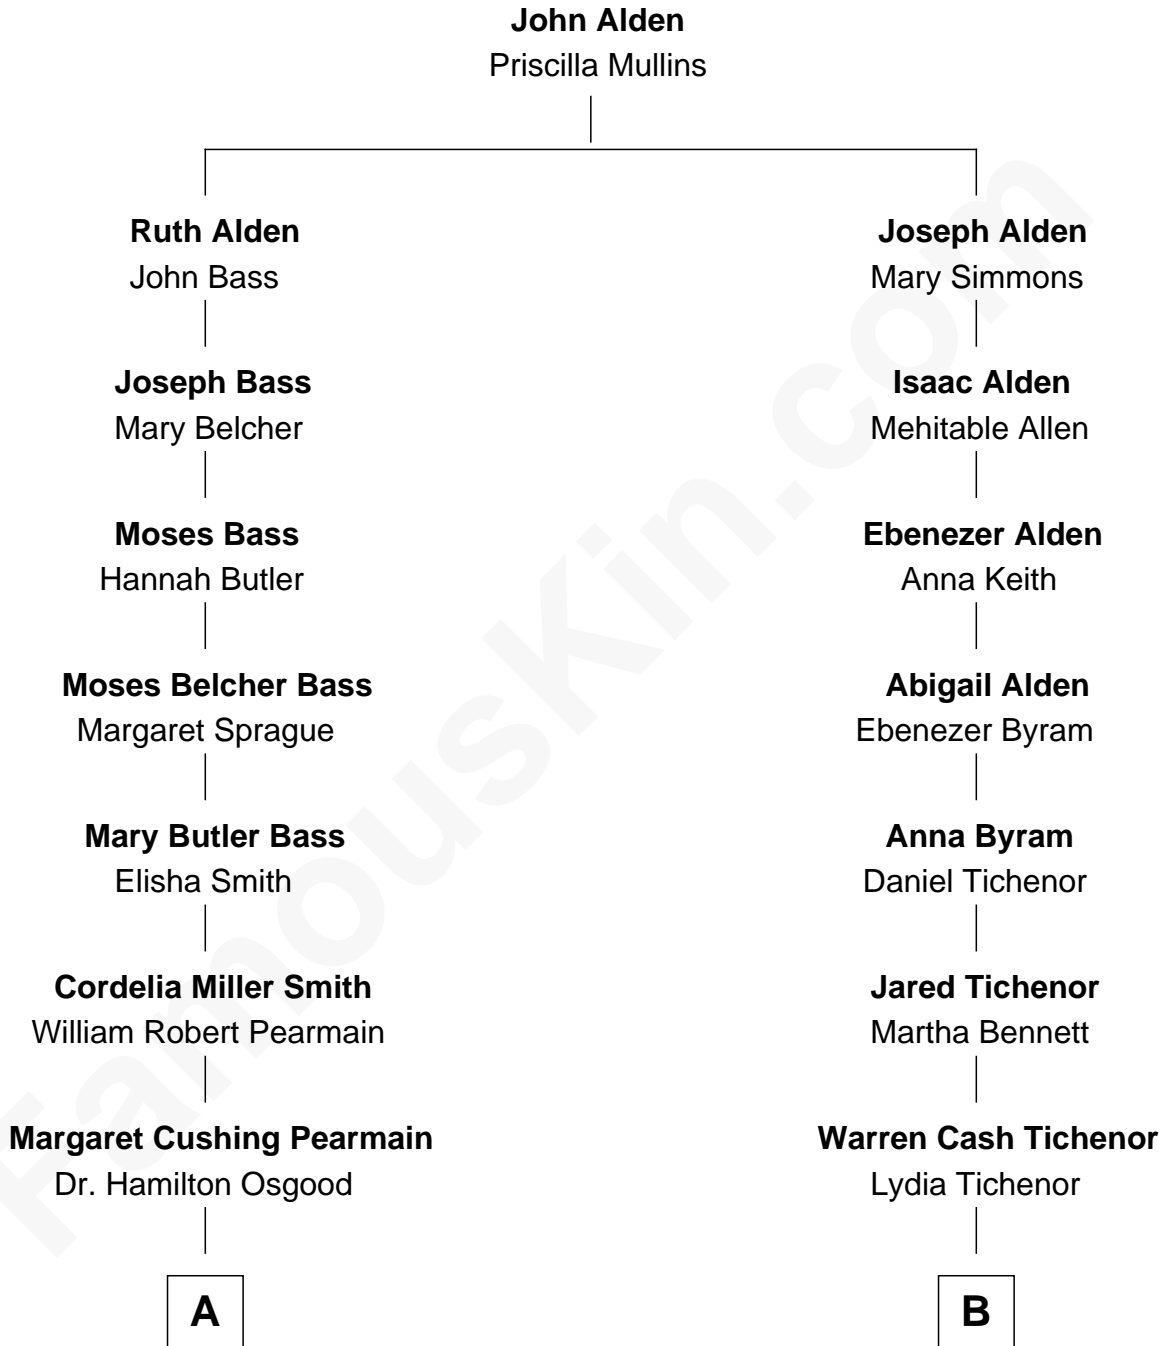 John Alden
Priscilla Mullins
Ruth Alden
John Bass
Joseph Bass
Mary Belcher
Moses Bass
Hannah Butler
Moses Belcher Bass
Margaret Sprague
Mary Butler Bass
Elisha Smith
Cordelia Miller Smith
William Robert Pearmain
Margaret Cushing Pearmain
Dr. Hamilton Osgood
A
Joseph Alden
Mary Simmons
Isaac Alden
Mehitable Allen
Ebenezer Alden
Anna Keith
Abigail Alden
Ebenezer Byram
Anna Byram
Daniel Tichenor
Jared Tichenor
Martha Bennett
Warren Cash Tichenor
Lydia Tichenor
B
FamousKin.com